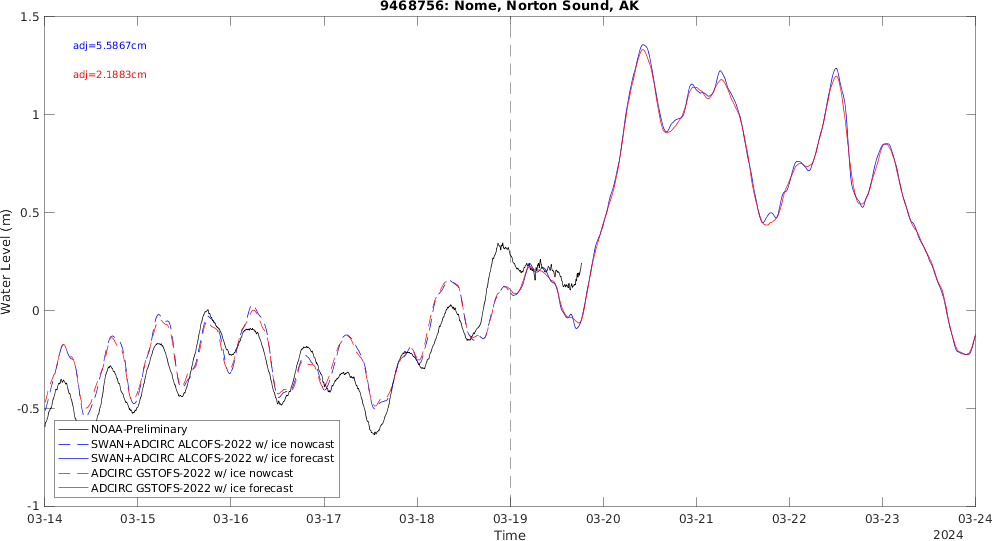 9468756: Nome, Norton Sound, AK
adj=5.5867cm
adj=2.1883cm
Water Level (m)
1.5
1
0.5
0
-0.5
-1
NOAA-Preliminary
SWAN+ADCIRC ALCOFS-2022 w/ ice nowcast
SWAN+ADCIRC ALCOFS-2022 w/ ice forecast
ADCIRC GSTOFS-2022 w/ ice nowcast
ADCIRC GSTOFS-2022 w/ ice forecast
03-14 03-15 03-16 03-17 03-18 03-19 03-20 03-21 03-22 03-23 03-24
Time
2024